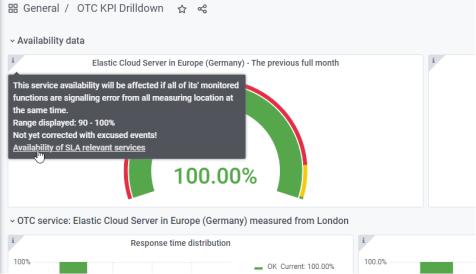 General / OTC KPI Drilldown
Availability data
i
Elastic Cloud Server in Europe (Germany) - The previous full month
i
This service availability will be affected if all of its' monitored
functions are signalling error from all measuring location at
the same time.
Range displayed: 90 - 100%
Not yet corrected with excused events!
Availability of SLA relevant services
100.00%
OTC service: Elastic Cloud Server in Europe (Germany) measured from London
i
Response time distribution
i
100%
OK Current: 100.00%
100.0%